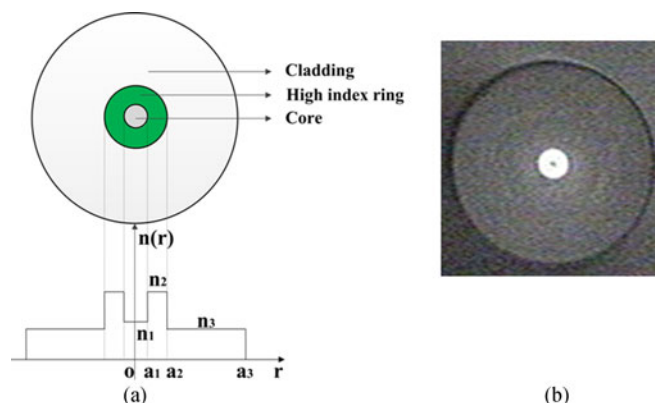 Cladding
High index ring
Core
n(r)
n2
n3
n1
o a1 a2 a3 r
(a) (b)